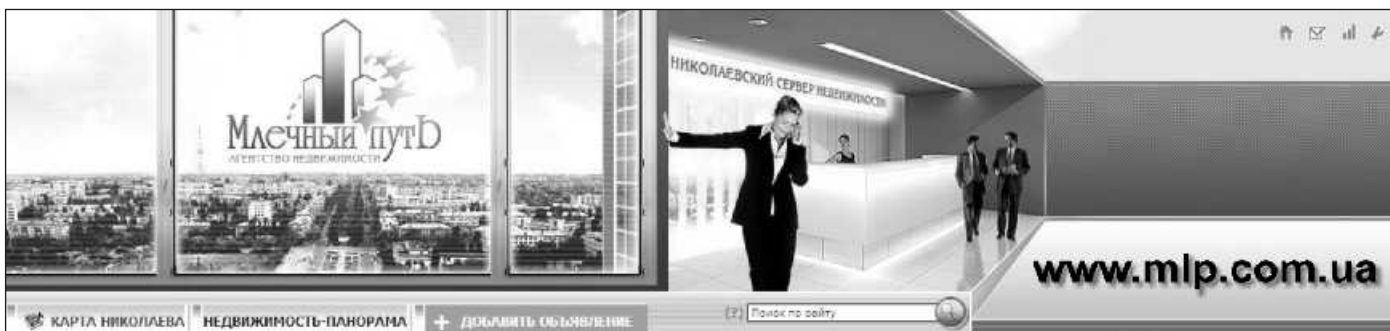 Млечный путь
АГЕНТСТВО НЕДВИЖИМОСТИ
НИКОЛАЕВСКИЙ СЕРВЕР НЕДВИЖИМОСТИ
www.mlp.com.ua
КАРТА НИКОЛАЕВА
НЕДВИЖИМОСТЬ-ПАНОРАМА
+ ДОБАВИТЬ ОБЪЯВЛЕНИЕ
[?] Поиск по сайту